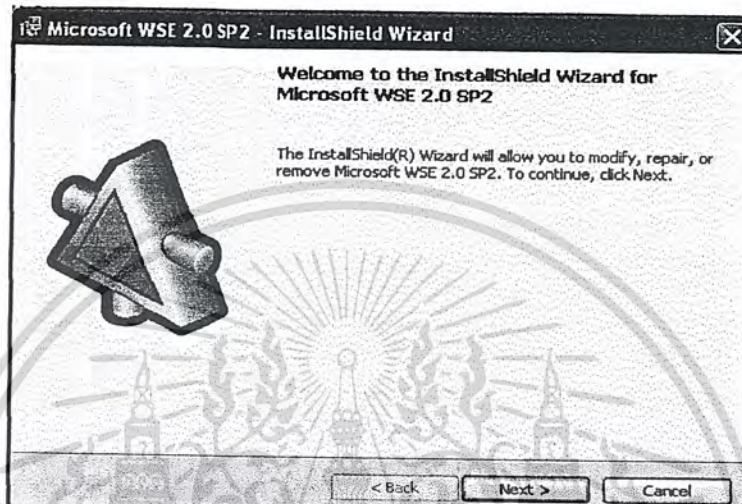 Microsoft WSE 2.0 SP2 - InstallShield Wizard
Welcome to the InstallShield Wizard for
Microsoft WSE 2.0 SP2
The InstallShield(R) Wizard will allow you to modify, repair, or
remove Microsoft WSE 2.0 SP2. To continue, click Next.
< Back Next > Cancel